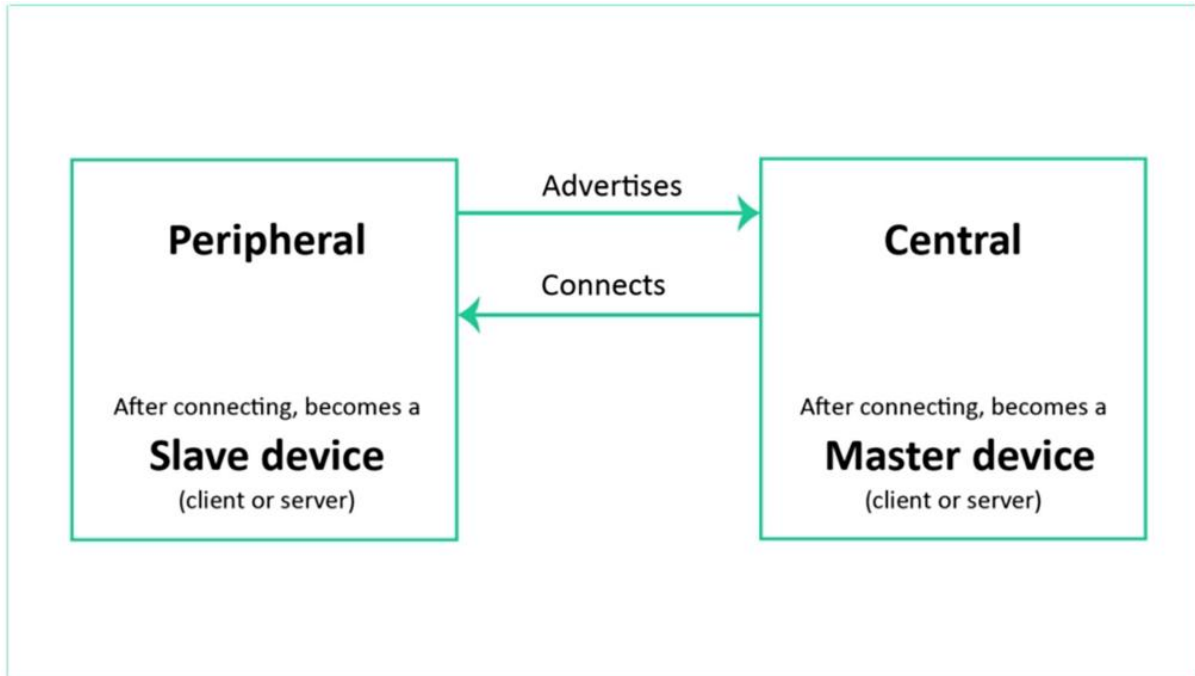 Advertises
Peripheral
Central
Connects
After connecting, becomes a
Slave device
(client or server)
After connecting, becomes a
Master device
(client or server)